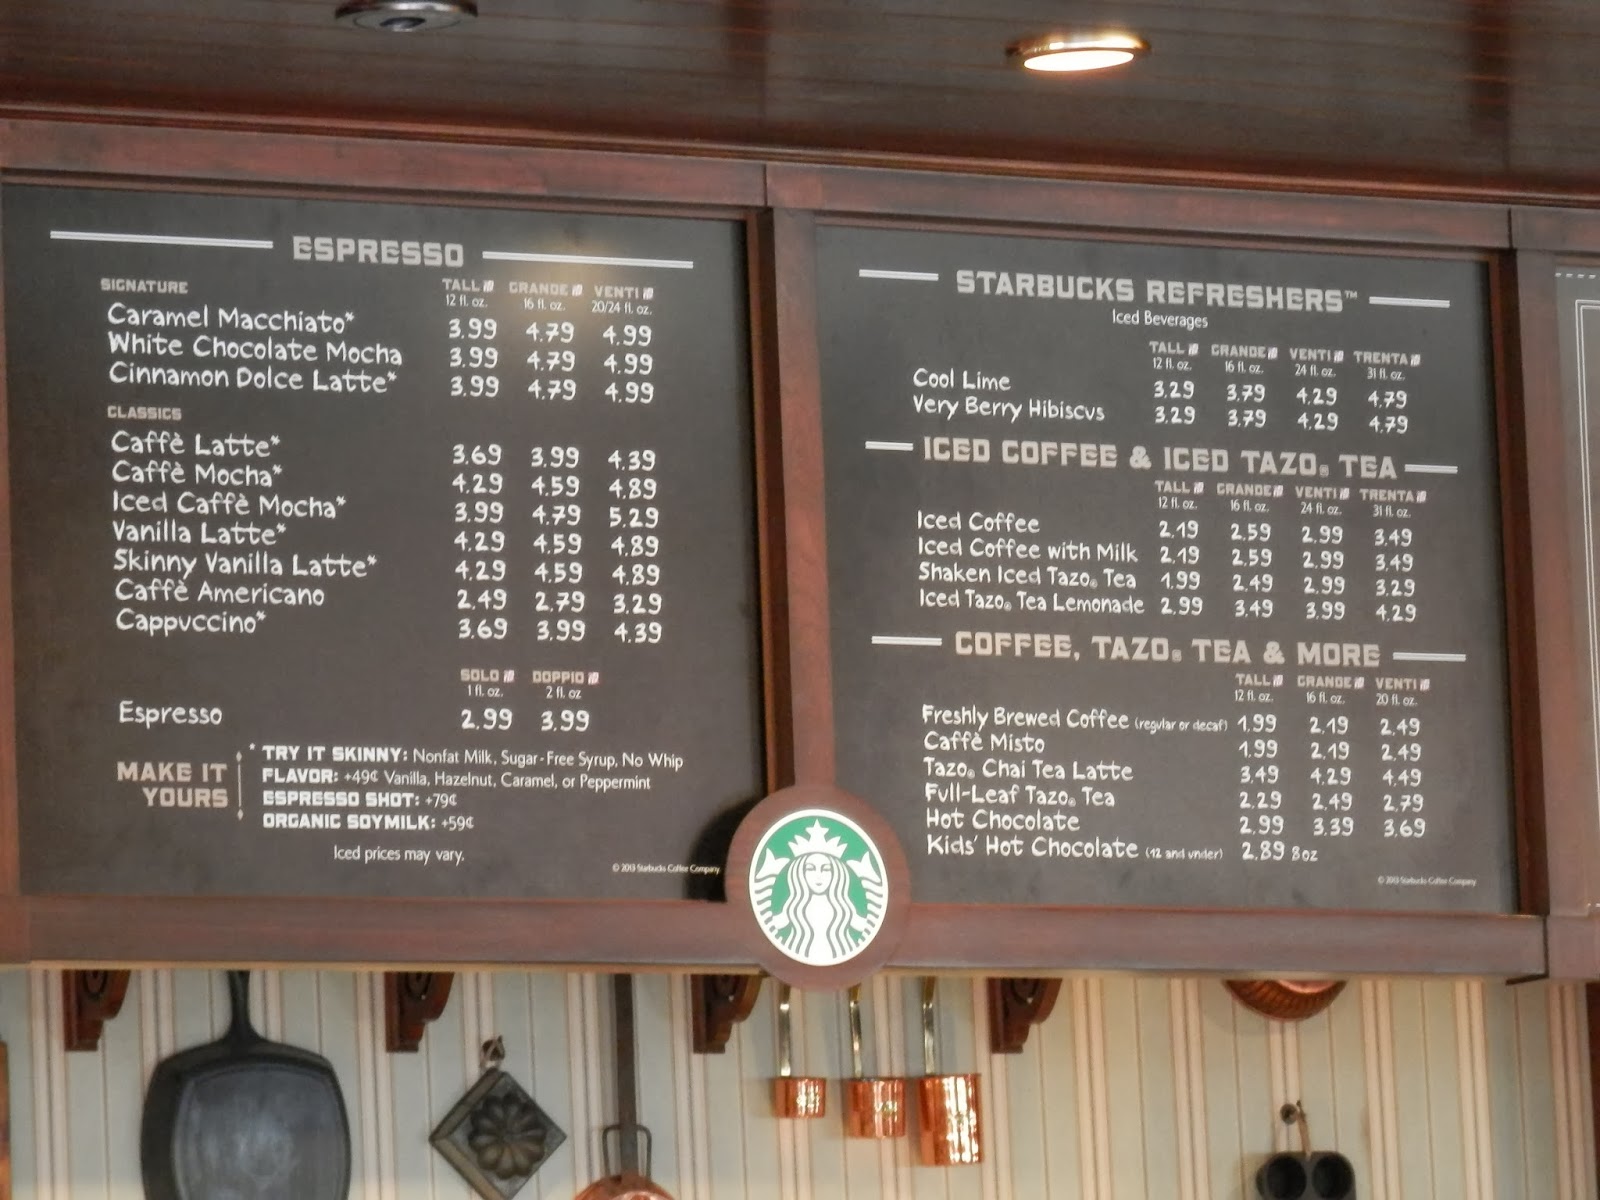 ESPRESSO
SIGNATURE TALL GRANDE VENTI
12 fl. oz. 16 fl. oz. 20/24 fl. oz.
Caramel Macchiato* 3.99 4.79 4.99
White Chocolate Mocha 3.99 4.79 4.99
Cinnamon Dolce Latte* 3.99 4.79 4.99
CLASSICS
Caffè Latte* 3.69 3.99 4.39
Caffè Mocha* 4.29 4.59 4.89
Iced Caffè Mocha* 3.99 4.79 5.29
Vanilla Latte* 4.29 4.59 4.89
Skinny Vanilla Latte* 4.29 4.59 4.89
Caffè Americano 2.49 2.79 3.29
Cappuccino* 3.69 3.99 4.39
SOLO DOPPIO
1 fl. oz. 2 fl. oz
Espresso 2.99 3.99
MAKE IT YOURS
* TRY IT SKINNY: Nonfat Milk, Sugar-Free Syrup, No Whip
FLAVOR: +49¢ Vanilla, Hazelnut, Caramel, or Peppermint
ESPRESSO SHOT: +79¢
ORGANIC SOYMILK: +59¢
Iced prices may vary.
© 2013 Starbucks Coffee Company
STARBUCKS REFRESHERS™
Iced Beverages
TALL GRANDE VENTI TRENTA
12 fl. oz. 16 fl. oz. 24 fl. oz. 31 fl. oz.
Cool Lime 3.29 3.79 4.29 4.79
Very Berry Hibiscus 3.29 3.79 4.29 4.79
ICED COFFEE & ICED TAZO® TEA
TALL GRANDE VENTI TRENTA
12 fl. oz. 16 fl. oz. 24 fl. oz. 31 fl. oz.
Iced Coffee 2.19 2.59 2.99 3.49
Iced Coffee with Milk 2.19 2.59 2.99 3.49
Shaken Iced Tazo® Tea 1.99 2.49 2.99 3.29
Iced Tazo® Tea Lemonade 2.99 3.49 3.99 4.29
COFFEE, TAZO® TEA & MORE
TALL GRANDE VENTI
12 fl. oz. 16 fl. oz. 20 fl. oz.
Freshly Brewed Coffee (regular or decaf) 1.99 2.19 2.49
Caffè Misto 1.99 2.19 2.49
Tazo® Chai Tea Latte 3.49 4.29 4.49
Full-Leaf Tazo® Tea 2.29 2.49 2.79
Hot Chocolate 2.99 3.39 3.69
Kids' Hot Chocolate (12 and under) 2.89 8oz
© 2013 Starbucks Coffee Company